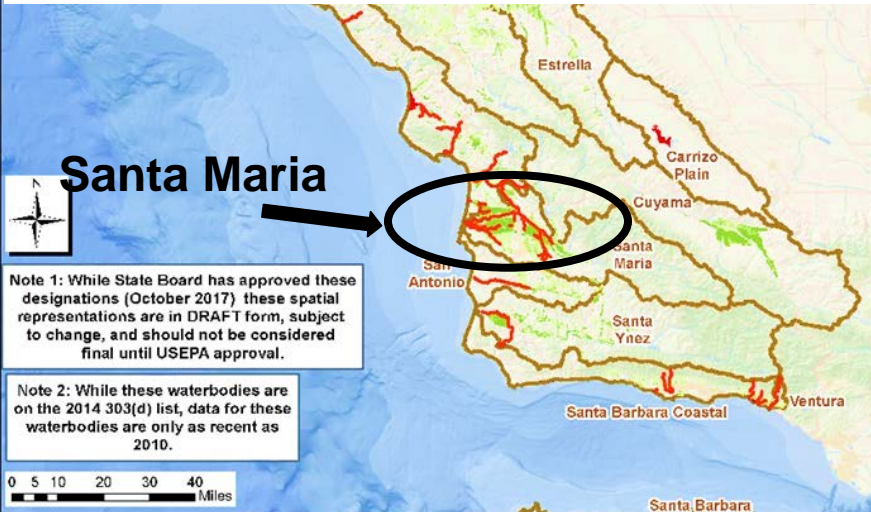 Estrella
Carrizo
Plain
Santa Maria
N
Cuyama
Santa
Maria
San
Antonio
Note 1: While State Board has approved these
designations (October 2017) these spatial
representations are in DRAFT form, subject
to change, and should not be considered
final until USEPA approval.
Santa
Ynez
Note 2: While these waterbodies are
on the 2014 303(d) list, data for these
waterbodies are only as recent as
2010.
Ventura
Santa Barbara Coastal
0 5 10 20 30 40
Miles
Santa Barbara